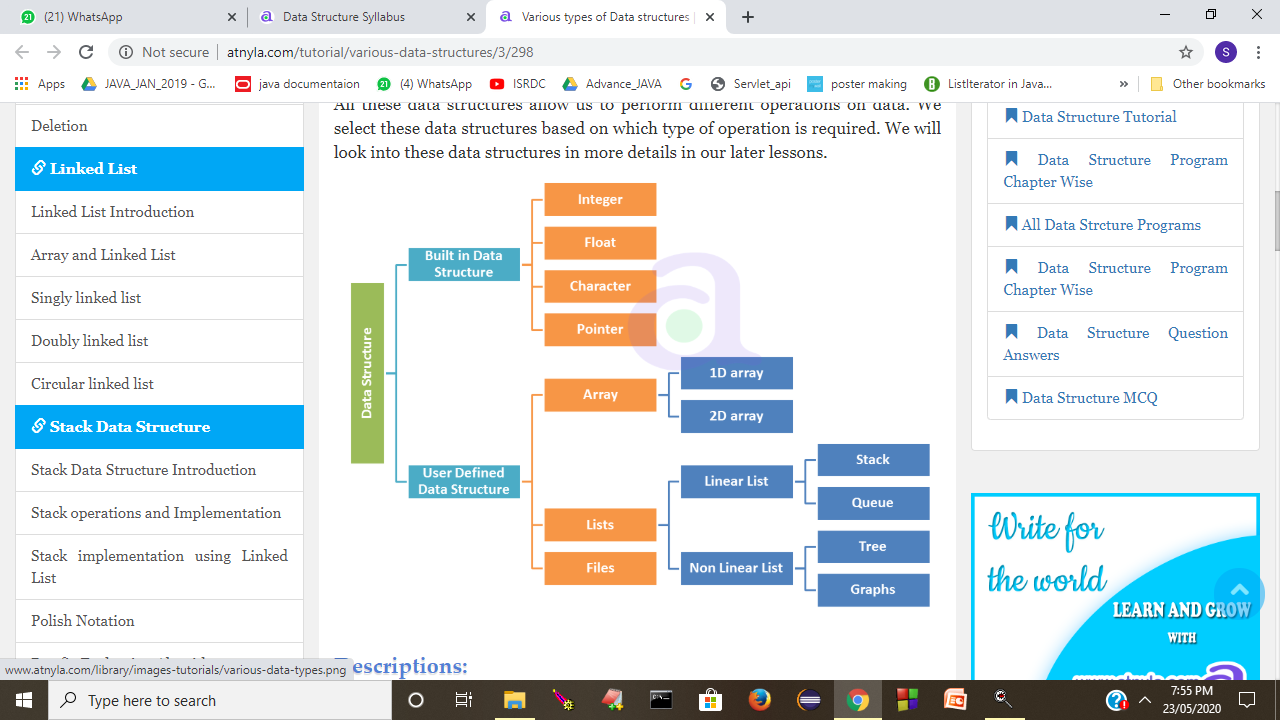 (21) WhatsApp
Data Structure Syllabus
Various types of Data structures |
Not secure | atnyla.com/tutorial/various-data-structures/3/298
S
Apps
JAVA_JAN_2019 - G...
java documentaion
(4) WhatsApp
ISRDC
Advance_JAVA
Servlet_api
poster making
ListIterator in Java...
»
Other bookmarks
Deletion
Linked List
Linked List Introduction
Array and Linked List
Singly linked list
Doubly linked list
Circular linked list
Stack Data Structure
Stack Data Structure Introduction
Stack operations and Implementation
Stack implementation using Linked
List
Polish Notation
www.atnyla.com/library/images-tutorials/various-data-types.png
All these data structures allow us to perform different operations on data. We
select these data structures based on which type of operation is required. We will
look into these data structures in more details in our later lessons.
Data Structure
Built in Data
Structure
Integer
Float
Character
Pointer
User Defined
Data Structure
Array
1D array
2D array
Lists
Linear List
Stack
Queue
Non Linear List
Tree
Graphs
Files
Descriptions:
Data Structure Tutorial
Data Structure Program
Chapter Wise
All Data Strcture Programs
Data Structure Program
Chapter Wise
Data Structure Question
Answers
Data Structure MCQ
Write for
the world
LEARN AND GROW
WITH
Type here to search
7:55 PM
23/05/2020